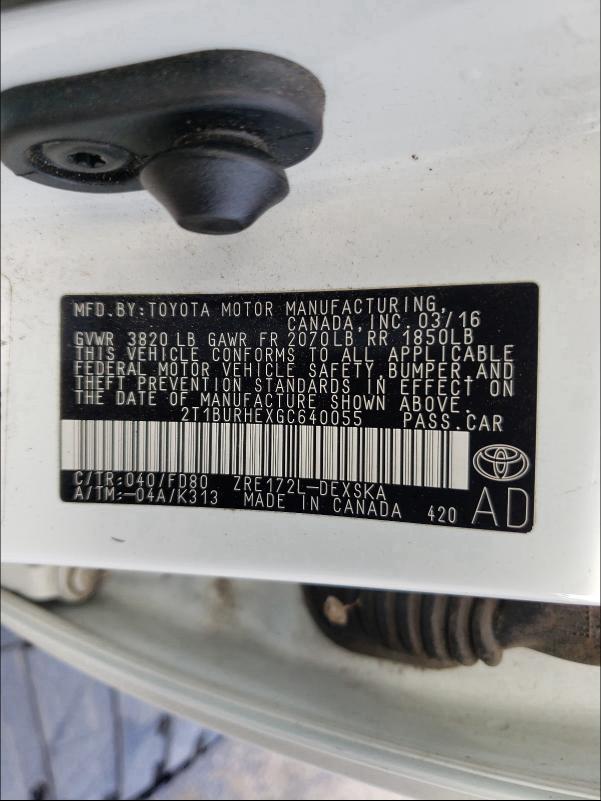 MFD.BY:TOYOTA MOTOR MANUFACTURING,
CANADA, INC. 03/16
GVWR 3820 LB GAWR FR 2070LB RR 1850LB
THIS VEHICLE CONFORMS TO ALL APPLICABLE
FEDERAL MOTOR VEHICLE SAFETY, BUMPER, AND
THEFT PREVENTION STANDARDS IN EFFECT ON
THE DATE OF MANUFACTURE SHOWN ABOVE.
2T1BURHEXGC640055 PASS.CAR
C/TR:040/FD80 ZRE172L-DEXSKA
A/TM:-04A/K313 MADE IN CANADA 420 AD